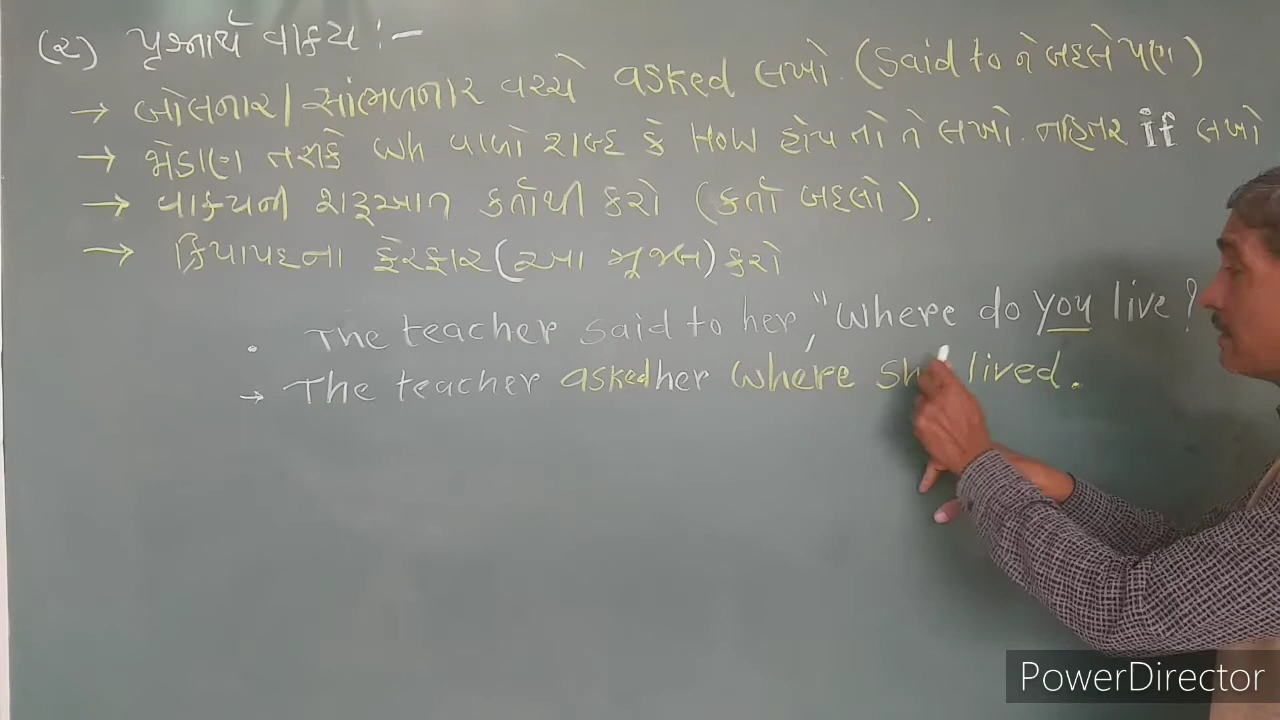 (૨) પ્રશ્નાર્થ વાક્ય :-
→ બોલનાર/સાંભળનાર વચ્ચે asked લખો. (said to ને બદલે પણ)
→ જોડાણ તરીકે wh વાળો શબ્દ કે How હોય તો તે લખો. નહિતર if લખો
→ વાક્યની શરૂઆત કર્તાથી કરો (કર્તા બદલો).
→ ક્રિયાપદના ફેરફાર (આ મૂજબ) કરો
. The teacher said to her, "Where do you live?
→ The teacher asked her where she lived.
PowerDirector